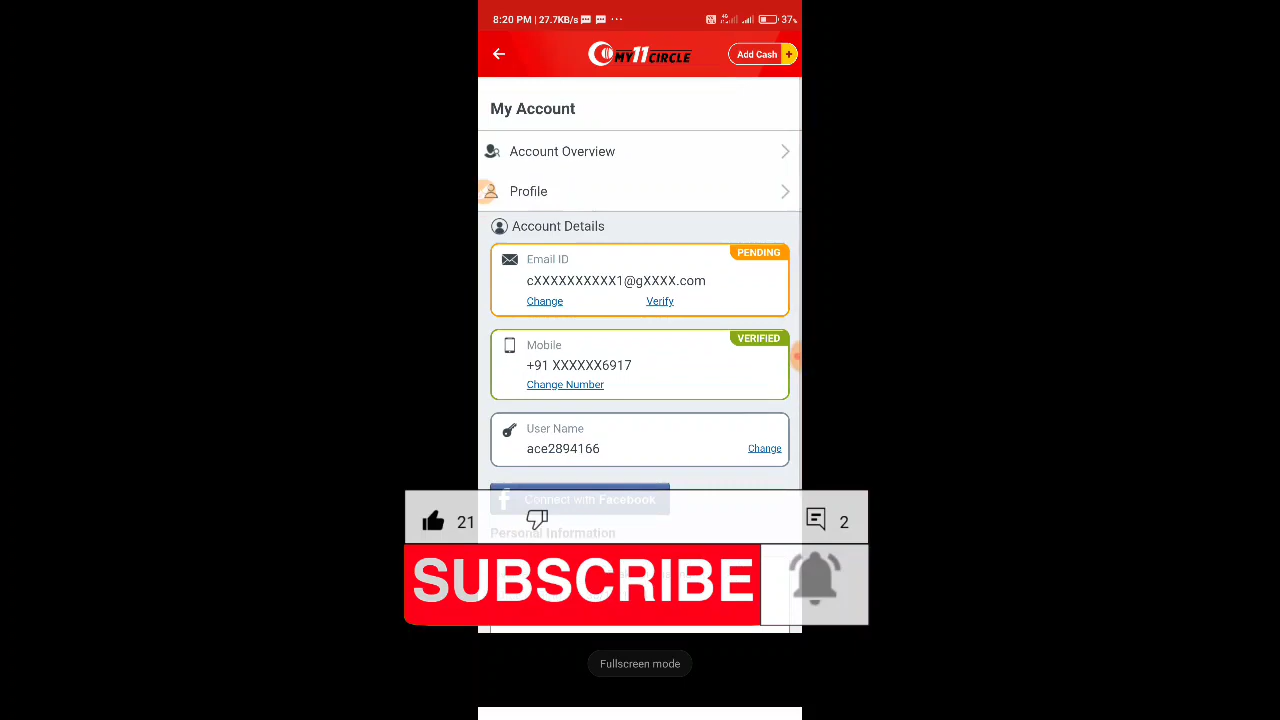 8:20 PM | 27.7KB/s ... 37%
MY11CIRCLE
Add Cash +
My Account
Account Overview
Profile
Account Details
PENDING
Email ID
cXXXXXXXXXX1@gXXXX.com
Change Verify
VERIFIED
Mobile
+91 XXXXXX6917
Change Number
User Name
ace2894166 Change
f Connect with Facebook
21 2
Personal Information
SUBSCRIBE
Fullscreen mode